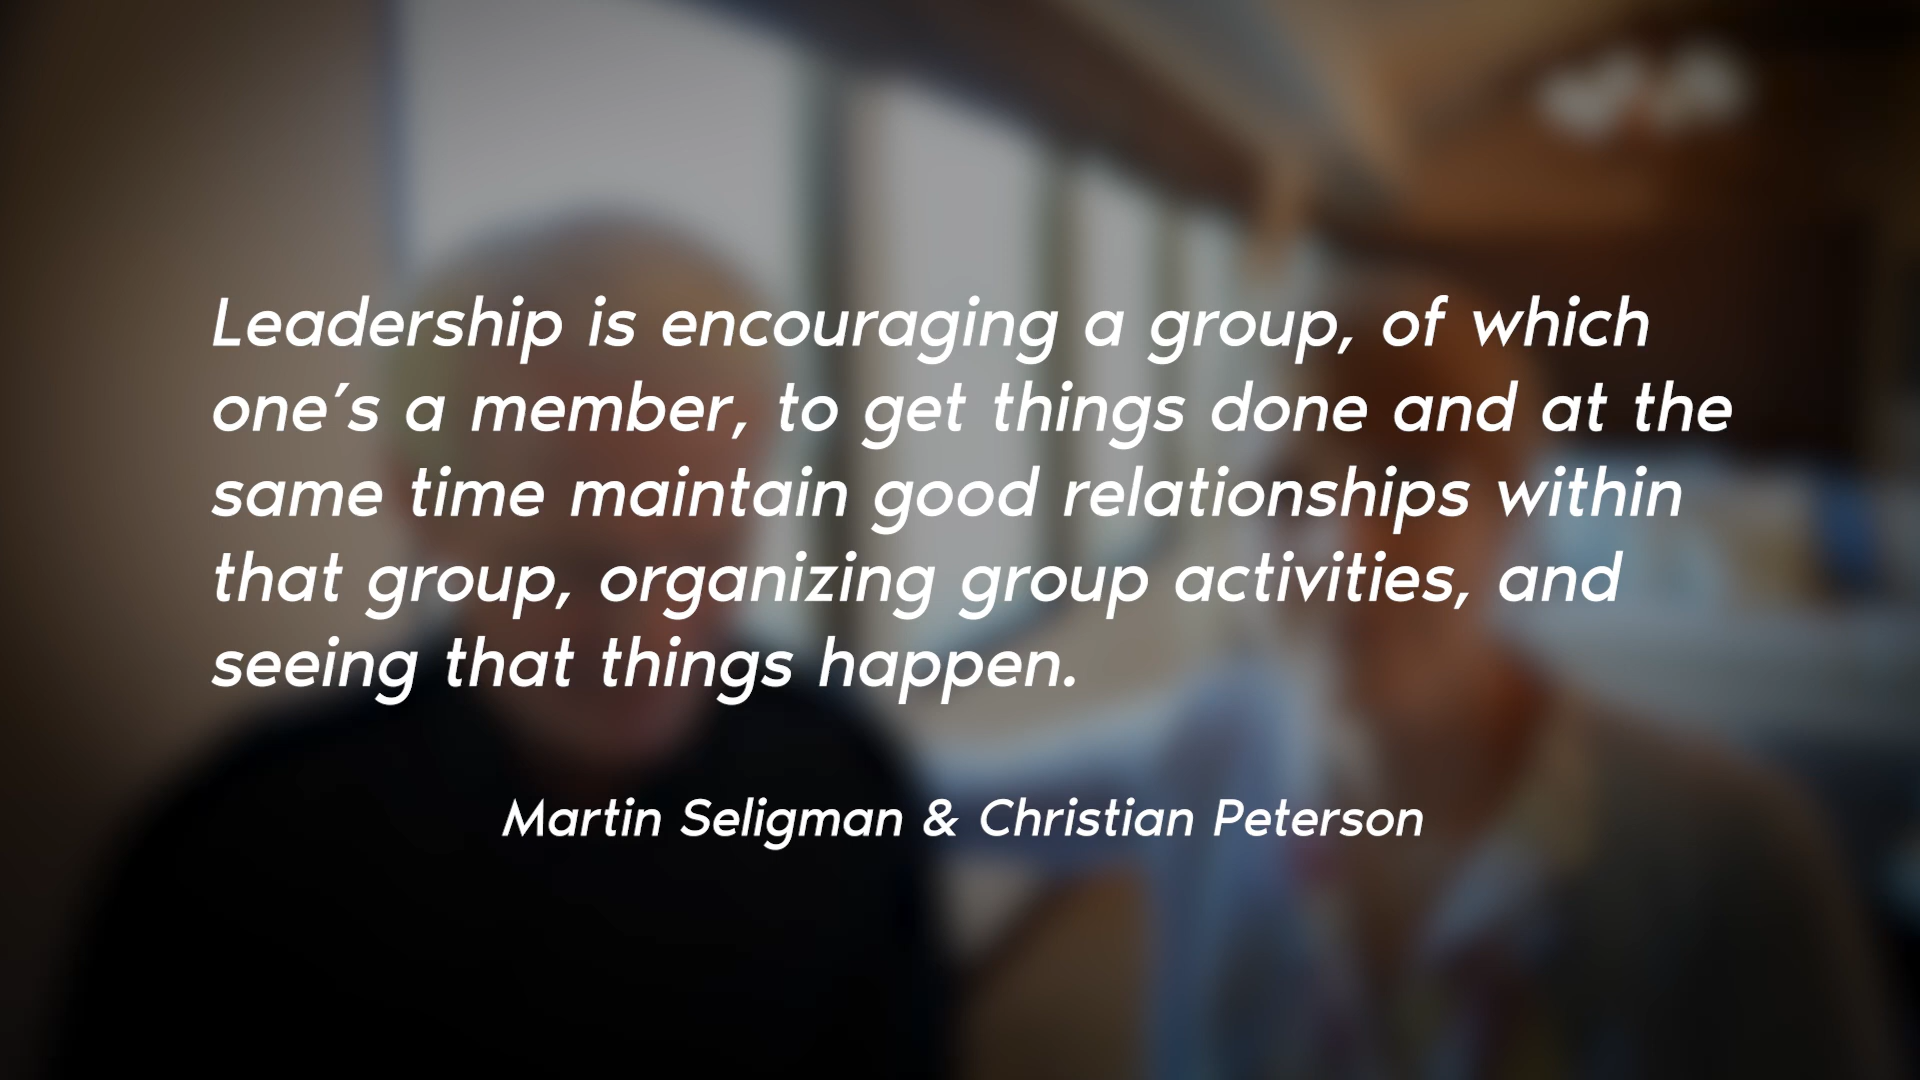 Leadership is encouraging a group, of which
one's a member, to get things done and at the
same time maintain good relationships within
that group, organizing group activities, and
seeing that things happen.
Martin Seligman & Christian Peterson